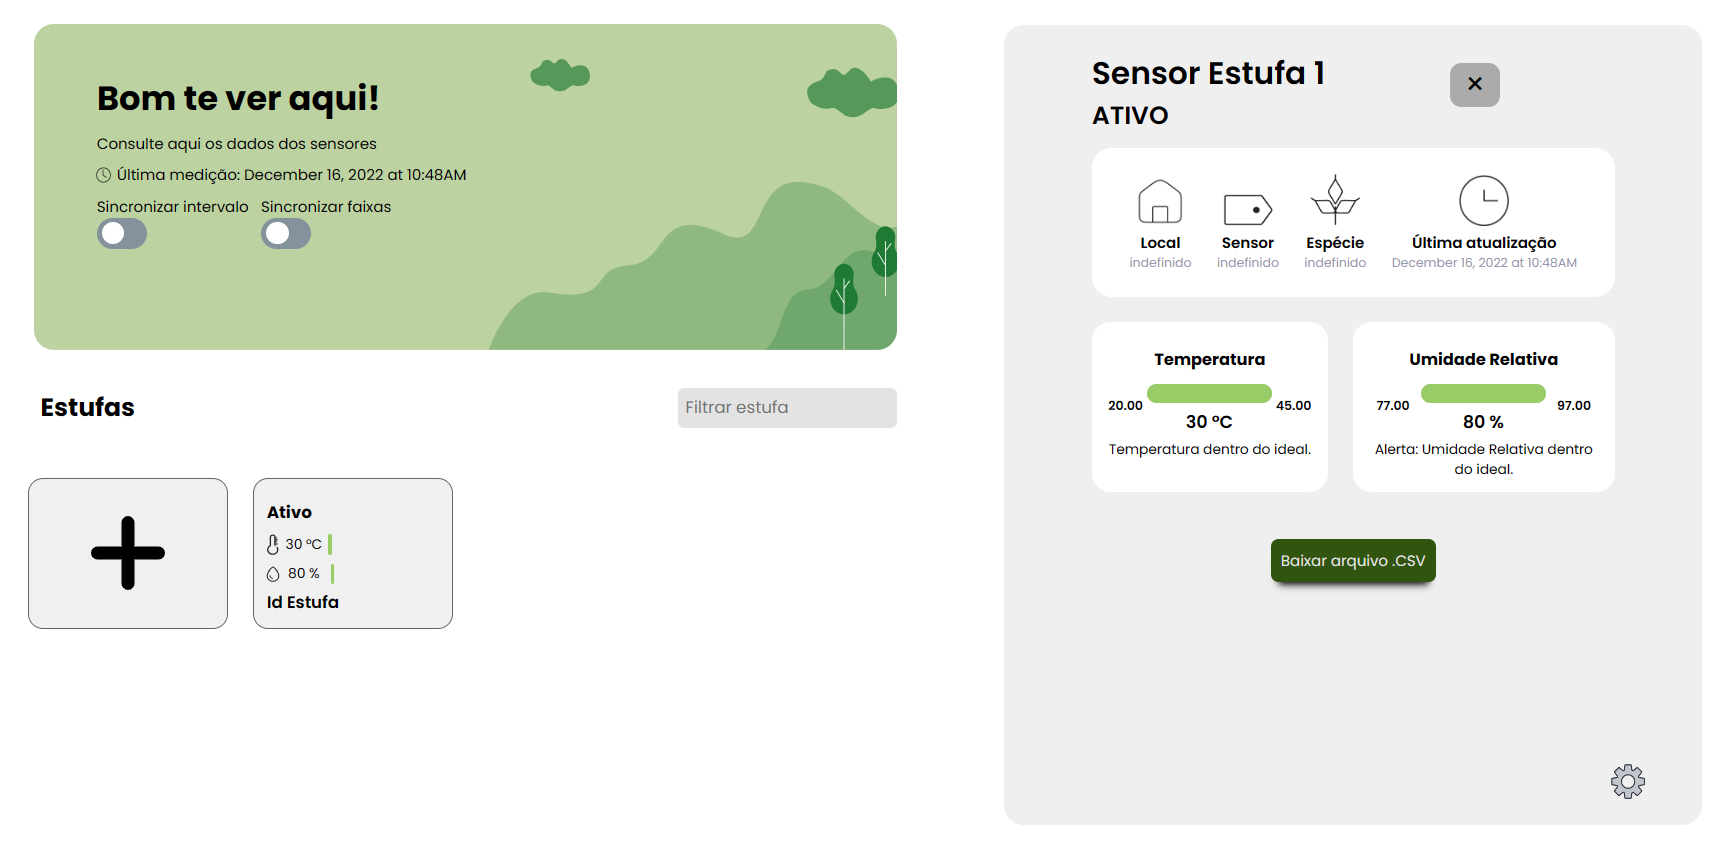 Bom te ver aqui!
Consulte aqui os dados dos sensores
Última medição: December 16, 2022 at 10:48AM
Sincronizar intervalo Sincronizar faixas
Estufas
Filtrar estufa
Ativo
30 ºC
80 %
Id Estufa
Sensor Estufa 1
ATIVO
Local Sensor Espécie Última atualização
indefinido indefinido indefinido December 16, 2022 at 10:48AM
Temperatura
20.00 45.00
30 ºC
Temperatura dentro do ideal.
Umidade Relativa
77.00 97.00
80 %
Alerta: Umidade Relativa dentro
do ideal.
Baixar arquivo .CSV